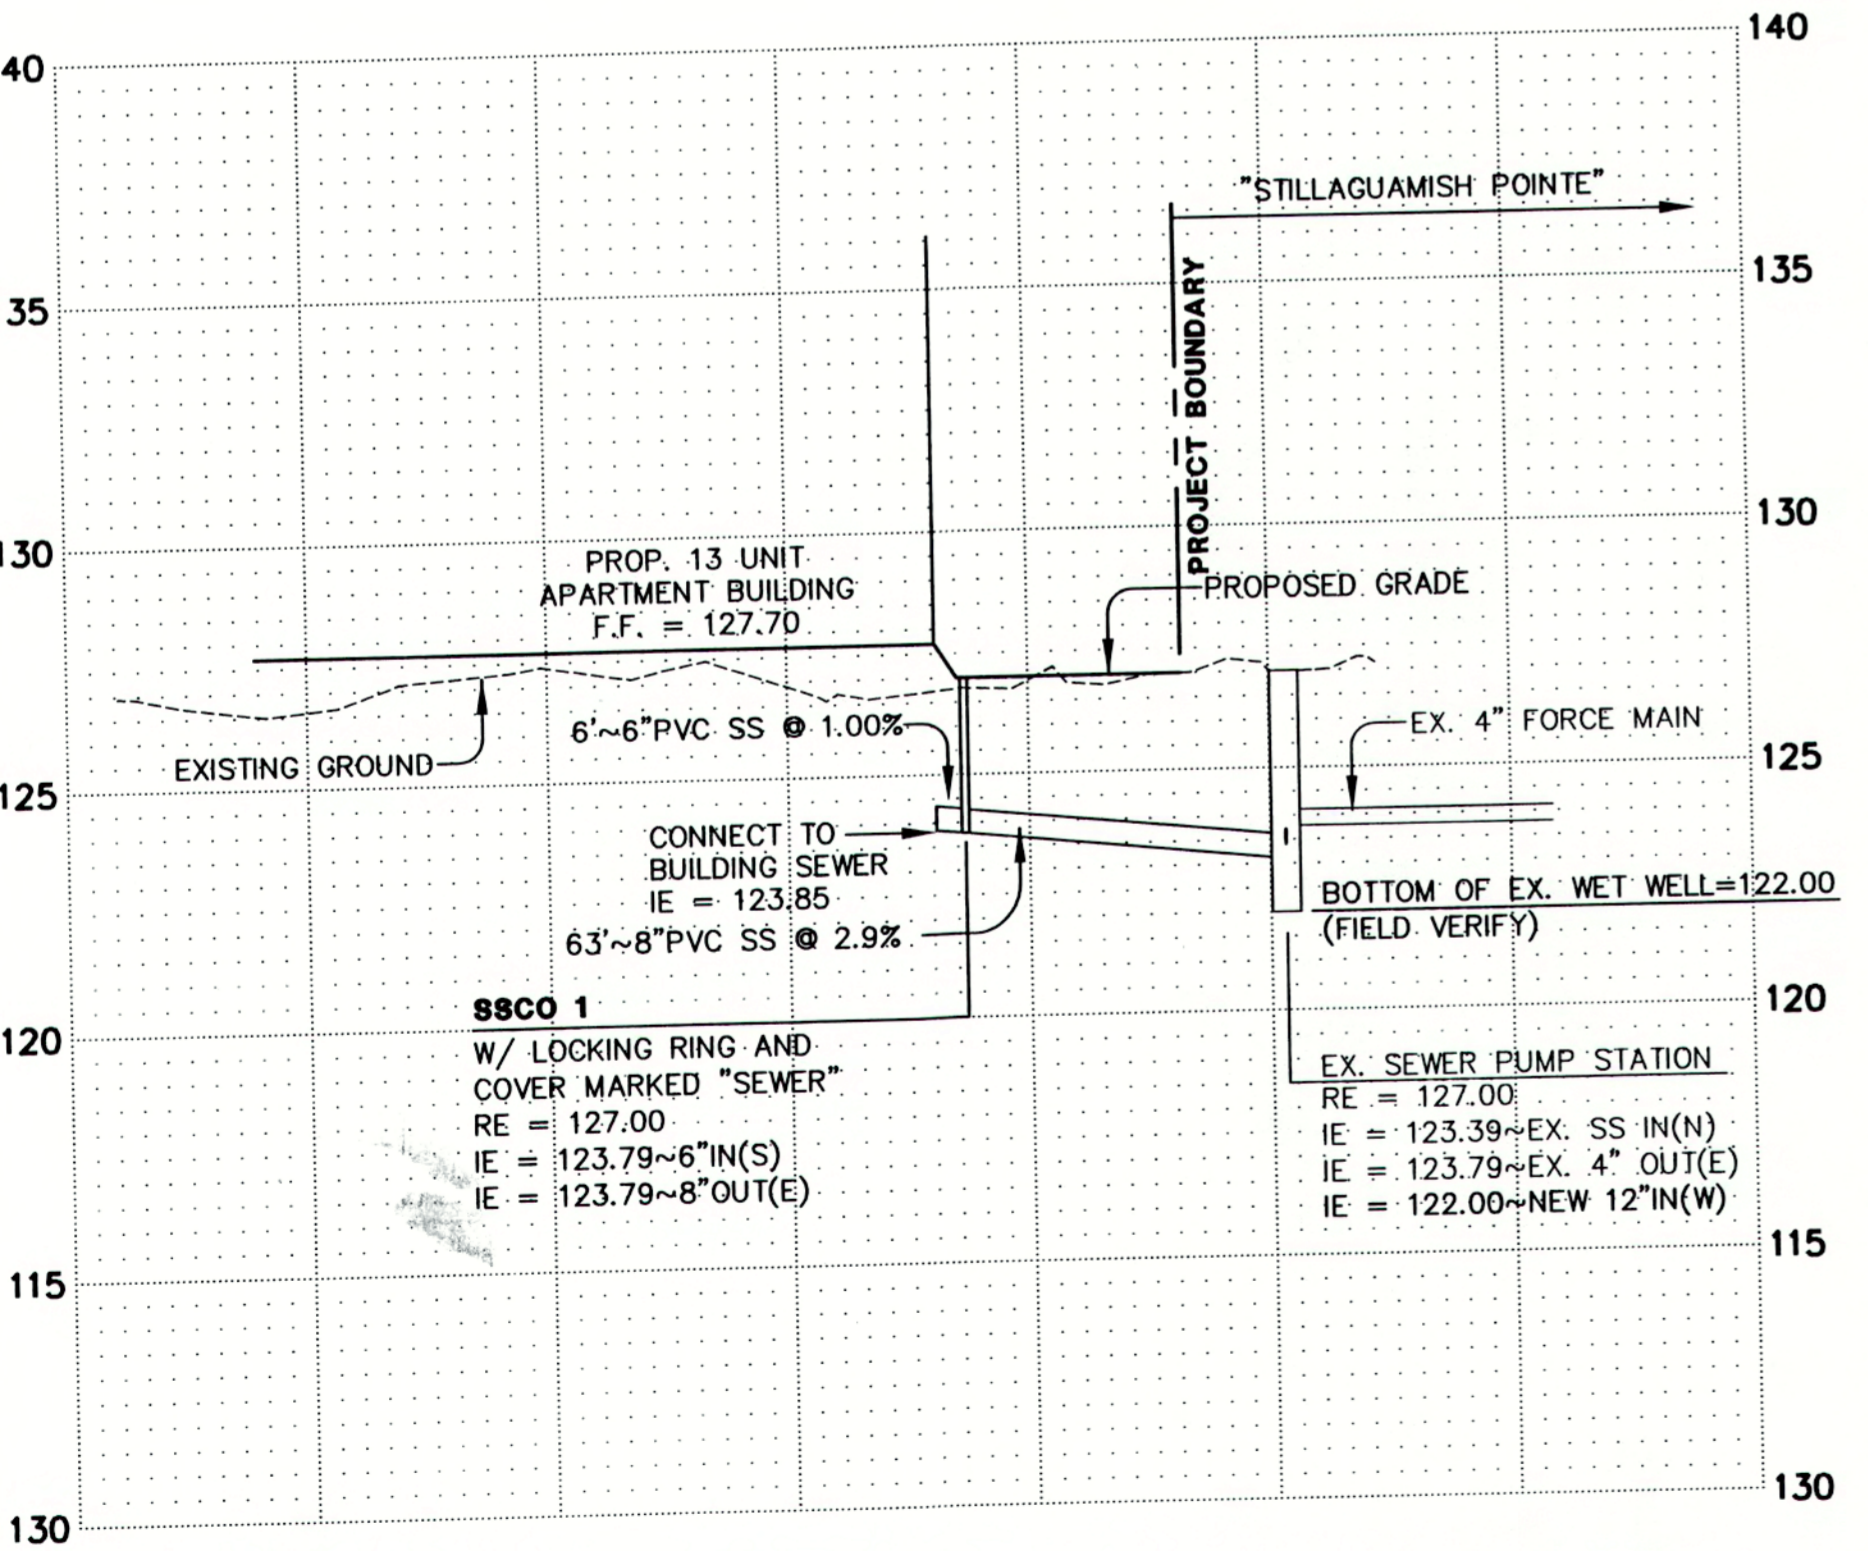 140
40
"STILLAGUAMISH POINTE"
135
35
PROJECT BOUNDARY
130
130
PROP. 13 UNIT
APARTMENT BUILDING
F.F. = 127.70
PROPOSED GRADE
6'~6"PVC SS @ 1.00%
EX. 4" FORCE MAIN
EXISTING GROUND
125
125
CONNECT TO
BUILDING SEWER
IE = 123.85
63'~8"PVC SS @ 2.9%
BOTTOM OF EX. WET WELL=122.00
(FIELD VERIFY)
120
120
SSCO 1
W/ LOCKING RING AND
COVER MARKED "SEWER"
RE = 127.00
IE = 123.79~6"IN(S)
IE = 123.79~8"OUT(E)
EX. SEWER PUMP STATION
RE = 127.00
IE = 123.39~EX. SS IN(N)
IE = 123.79~EX. 4" OUT(E)
IE = 122.00~NEW 12"IN(W)
115
115
130
130